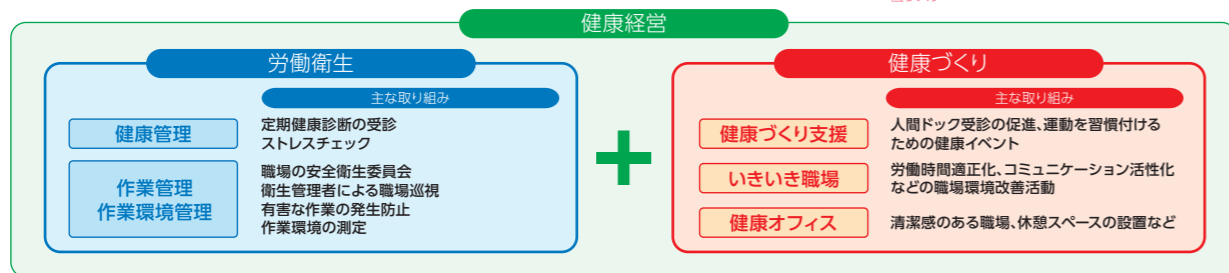 健康経営
労働衛生
主な取り組み
健康管理
定期健康診断の受診
ストレスチェック
作業管理
作業環境管理
職場の安全衛生委員会
衛生管理者による職場巡視
有害な作業の発生防止
作業環境の測定
+
健康づくり
主な取り組み
健康づくり支援
人間ドック受診の促進、運動を習慣付ける
ための健康イベント
いきいき職場
労働時間適正化、コミュニケーション活性化
などの職場環境改善活動
健康オフィス
清潔感のある職場、休憩スペースの設置など